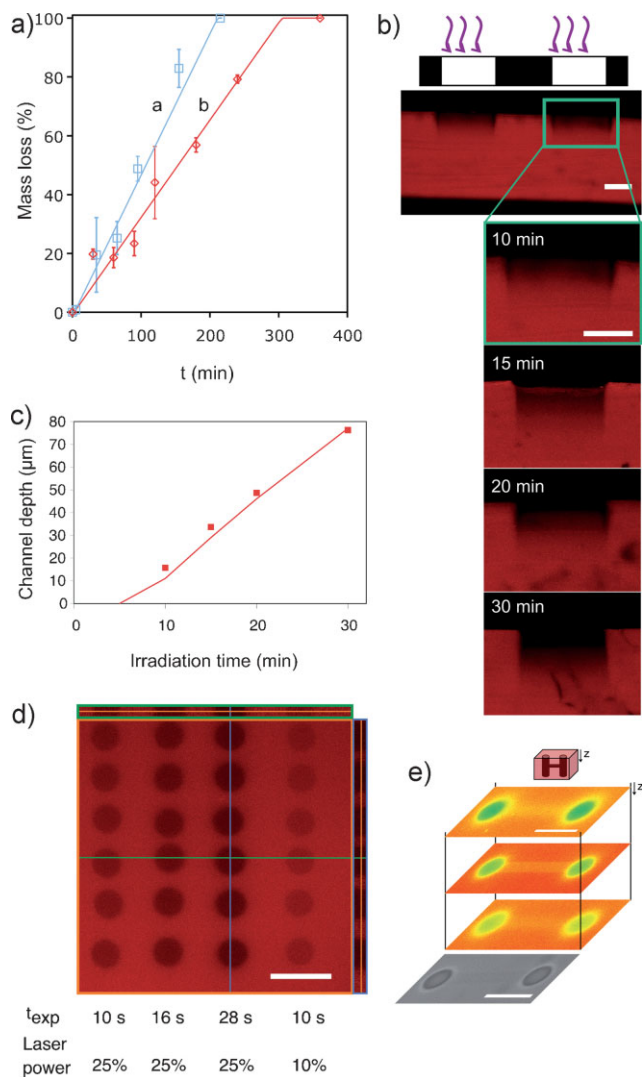 a)
100
80
60
40
20
0
Mass loss (%)
a
b
0 100 200 300 400
t (min)
b)
10 min
15 min
20 min
30 min
c)
80
70
60
50
40
30
20
10
0
Channel depth (µm)
0 10 20 30
Irradiation time (min)
d)
texp 10 s 16 s 28 s 10 s
Laser
power 25% 25% 25% 10%
e)
z
z